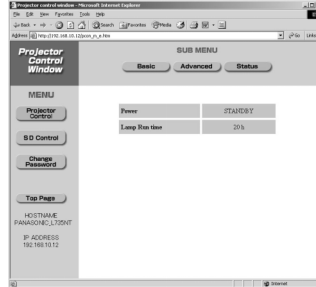 Projector control window - Microsoft Internet Explorer
File Edit View Favorites Tools Help
Back Search Favorites Media
Address http://192.168.10.12/pcon_n_n.htm Go Links
Projector
Control
Window
SUB MENU
Basic Advanced Status
MENU
Projector
Control
SD Control
Change
Password
Top Page
HOSTNAME
PANASONIC_L735NT
IP ADDRESS
192.168.10.12
Power STANDBY
Lamp Run time 20 h
Internet